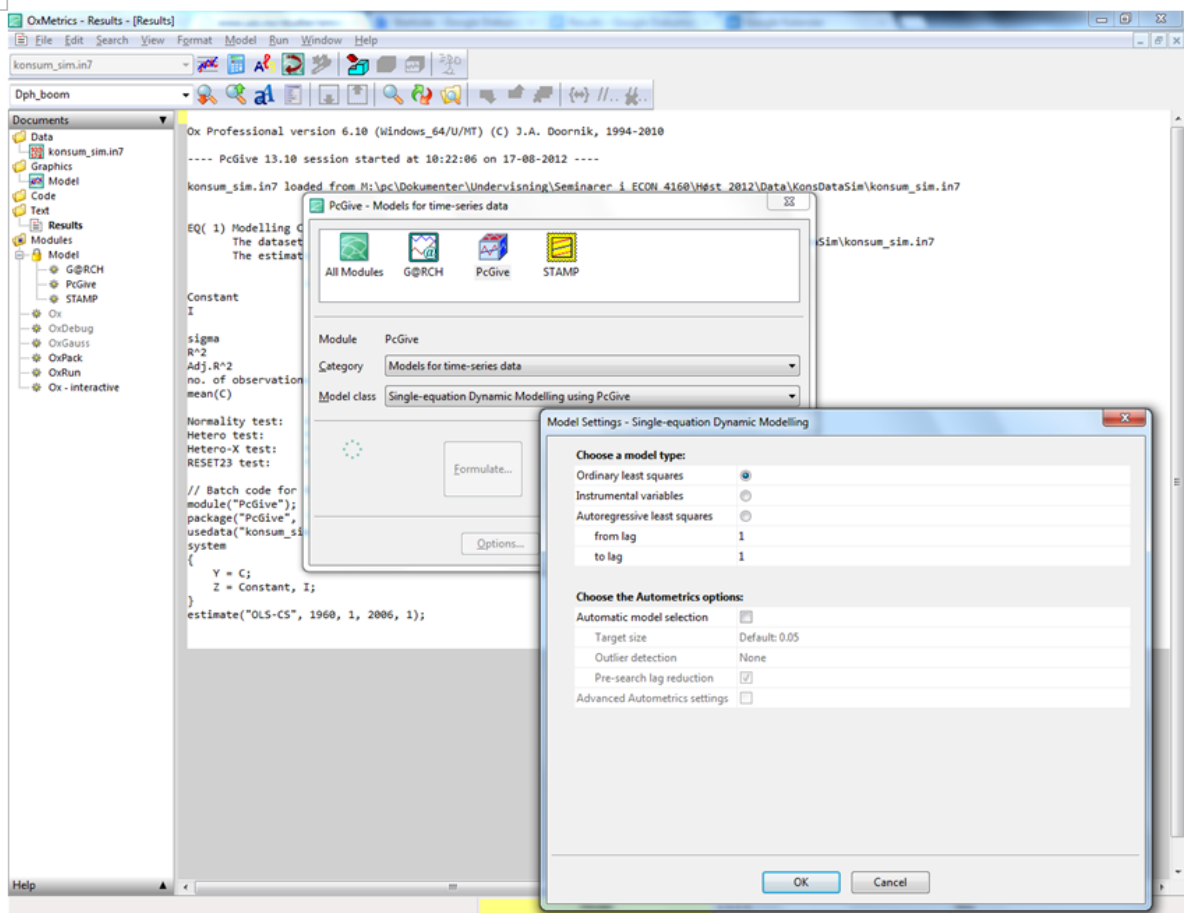 OxMetrics - Results - [Results]
File Edit Search View Format Model Run Window Help
konsum_sim.in7
Dph_boom
Documents
Data
konsum_sim.in7
Graphics
Model
Code
Text
Results
Modules
Model
G@RCH
PcGive
STAMP
Ox
OxDebug
OxGauss
OxPack
OxRun
Ox - interactive
Help
Ox Professional version 6.10 (Windows_64/U/MT) (C) J.A. Doornik, 1994-2010
---- PcGive 13.10 session started at 10:22:06 on 17-08-2012 ----
konsum_sim.in7 loaded from M:\pc\Dokumenter\Undervisning\Seminarer i ECON 4160\Høst 2012\Data\KonsDataSim\konsum_sim.in7
EQ( 1) Modelling C
The dataset
Sim\konsum_sim.in7
The estimat
Constant
I
sigma
R^2
Adj.R^2
no. of observation
mean(C)
Normality test:
Hetero test:
Hetero-X test:
RESET23 test:
// Batch code for
module("PcGive");
package("PcGive",
usedata("konsum_si
system
{
Y = C;
Z = Constant, I;
}
estimate("OLS-CS", 1960, 1, 2006, 1);
PcGive - Models for time-series data
All Modules G@RCH PcGive STAMP
Module PcGive
Category Models for time-series data
Model class Single-equation Dynamic Modelling using PcGive
Formulate...
Options...
Model Settings - Single-equation Dynamic Modelling
Choose a model type:
Ordinary least squares
Instrumental variables
Autoregressive least squares
from lag 1
to lag 1
Choose the Autometrics options:
Automatic model selection
Target size Default: 0.05
Outlier detection None
Pre-search lag reduction
Advanced Autometrics settings
OK Cancel